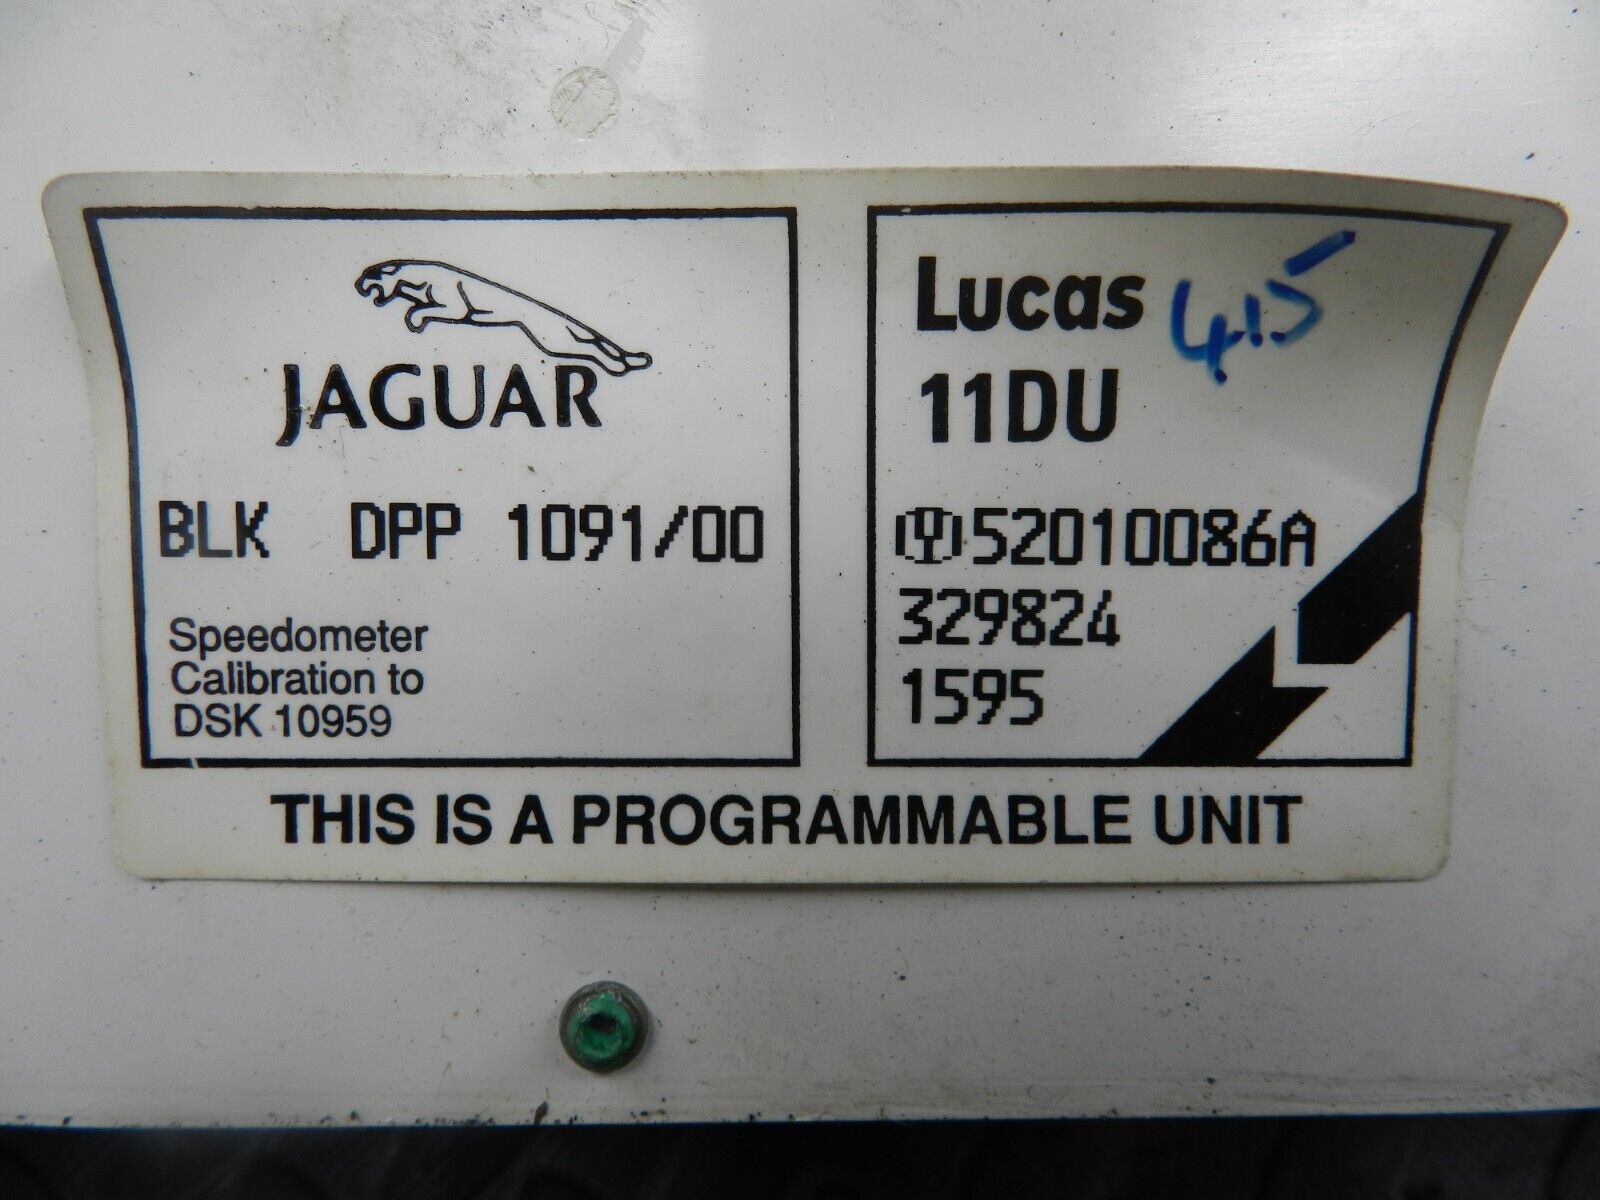 JAGUAR
BLK DPP 1091/00
Speedometer
Calibration to
DSK 10959
Lucas 4.5
11DU
52010086A
329824
1595
THIS IS A PROGRAMMABLE UNIT